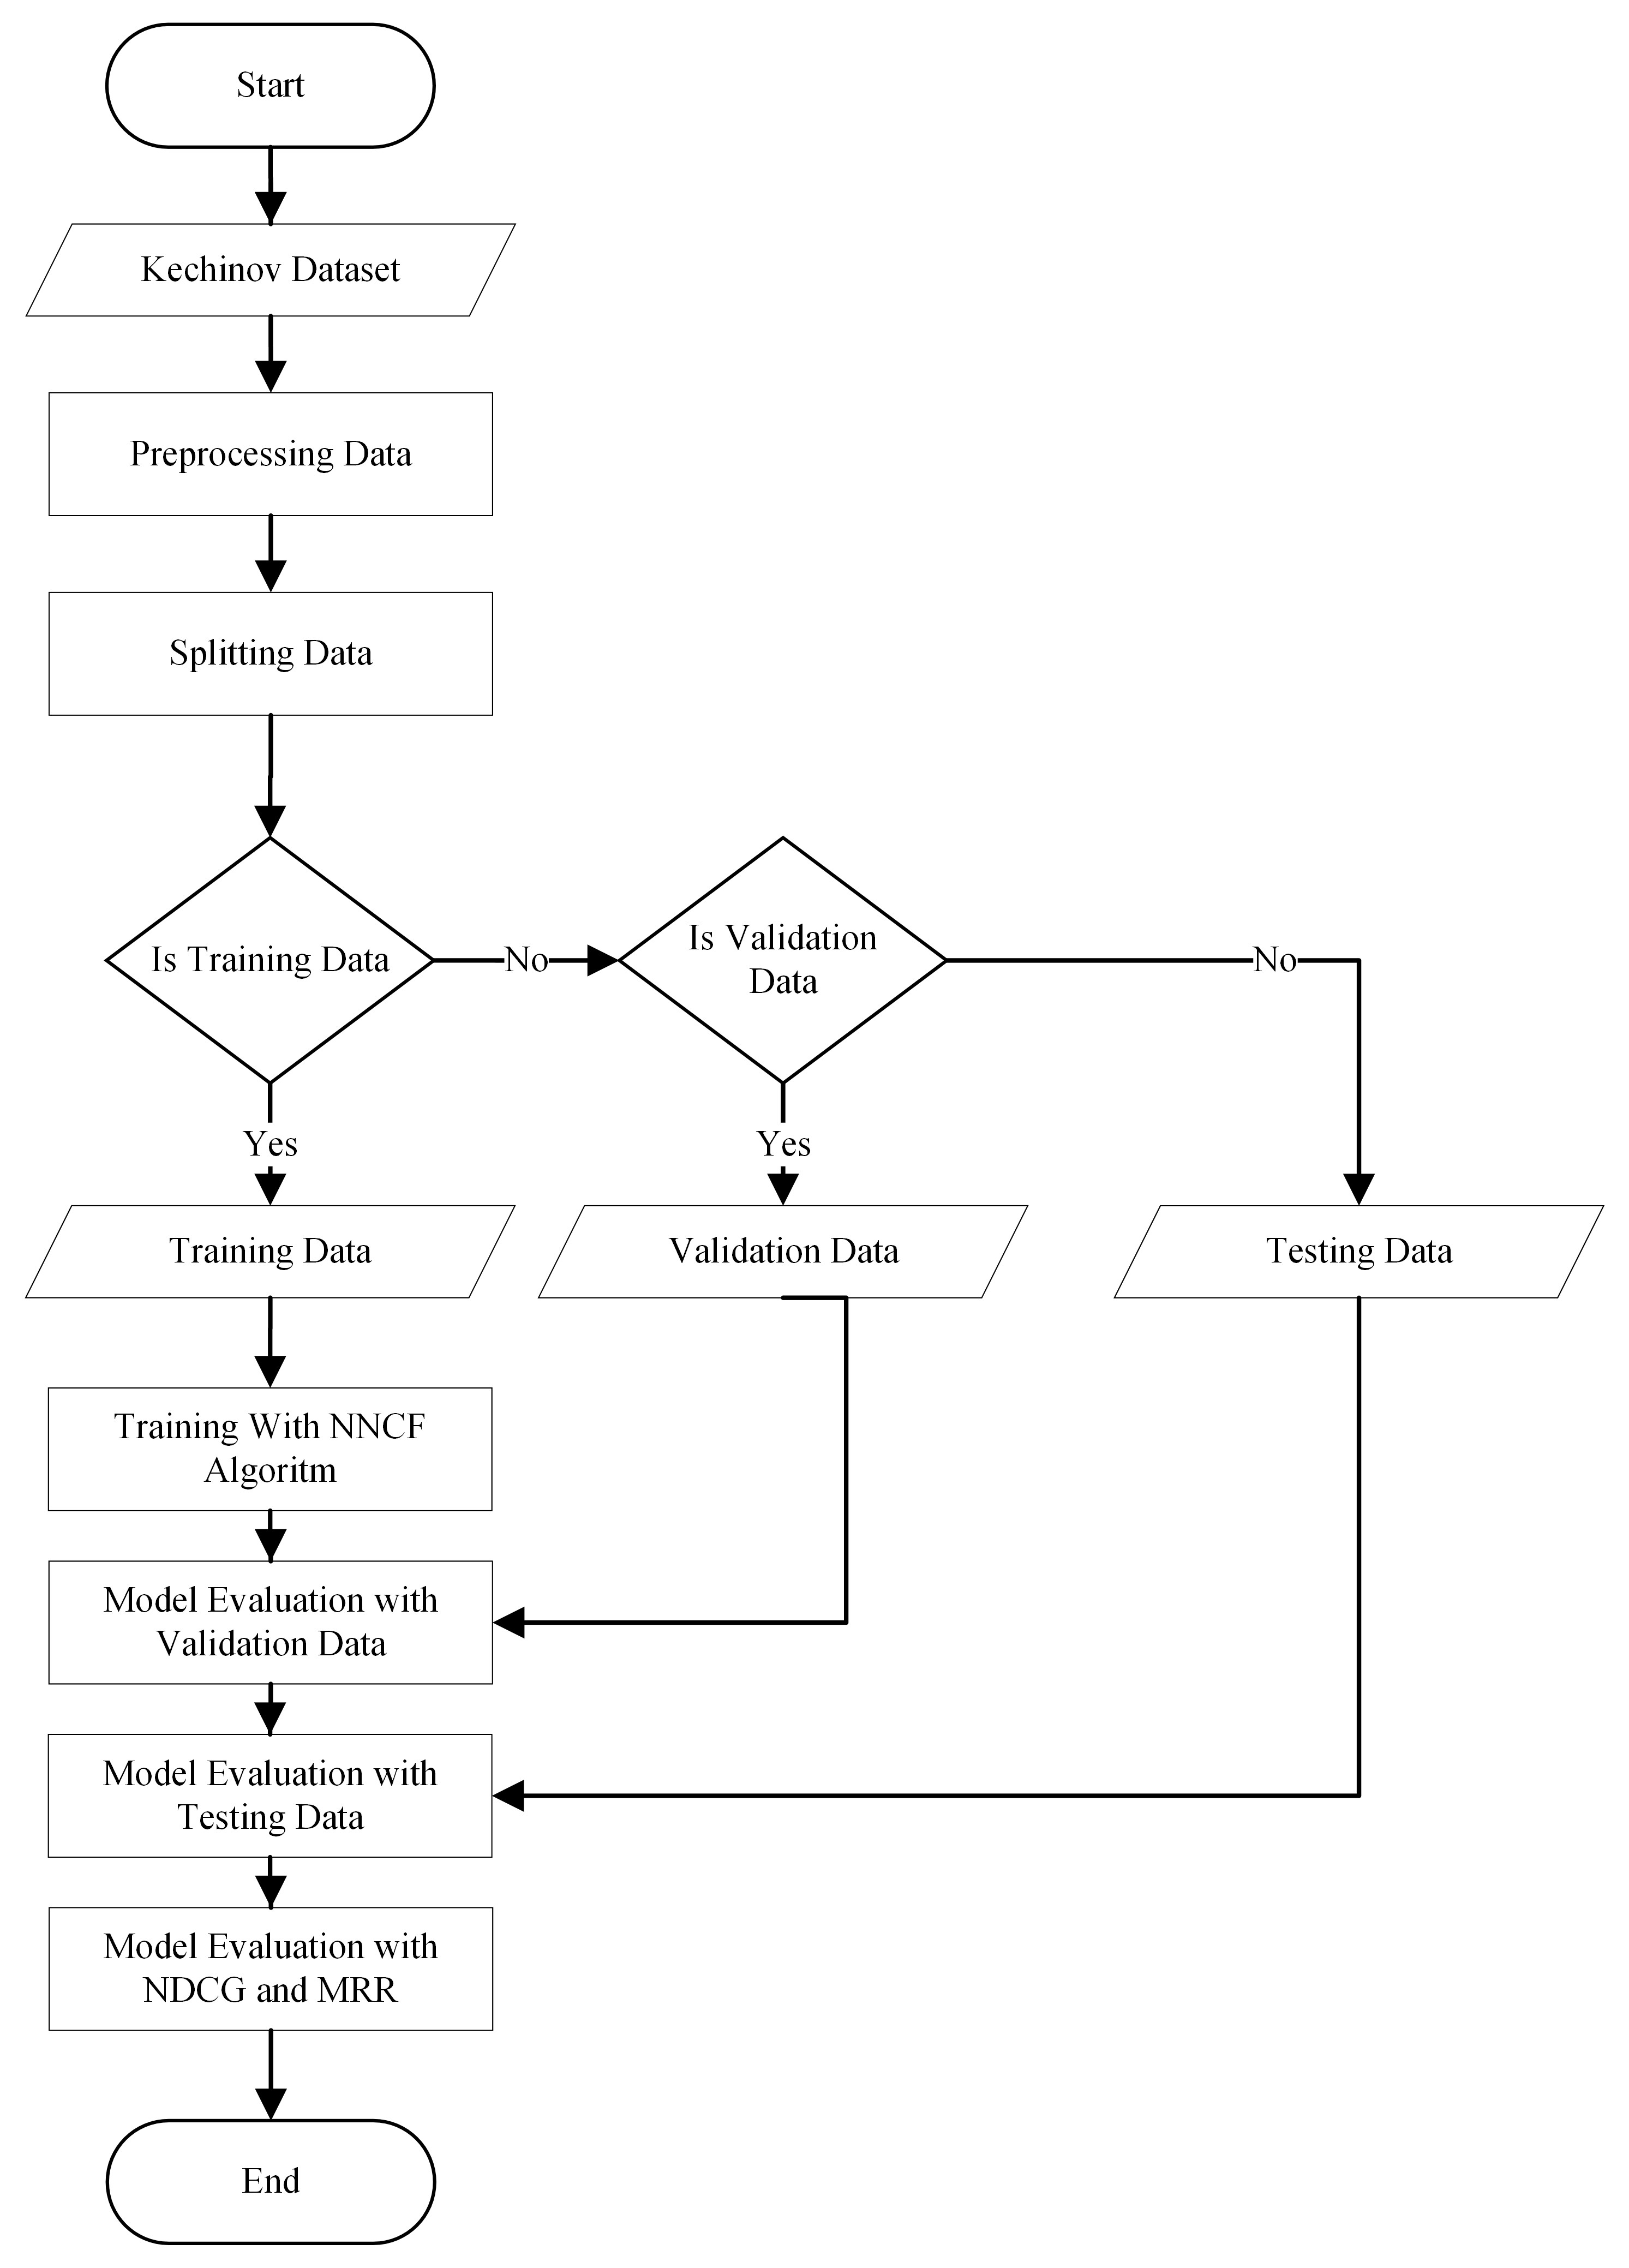 Start
Kechinov Dataset
Preprocessing Data
Splitting Data
Is Training Data
No
Is Validation
Data
No
Yes
Yes
Training Data
Validation Data
Testing Data
Training With NNCF
Algoritm
Model Evaluation with
Validation Data
Model Evaluation with
Testing Data
Model Evaluation with
NDCG and MRR
End